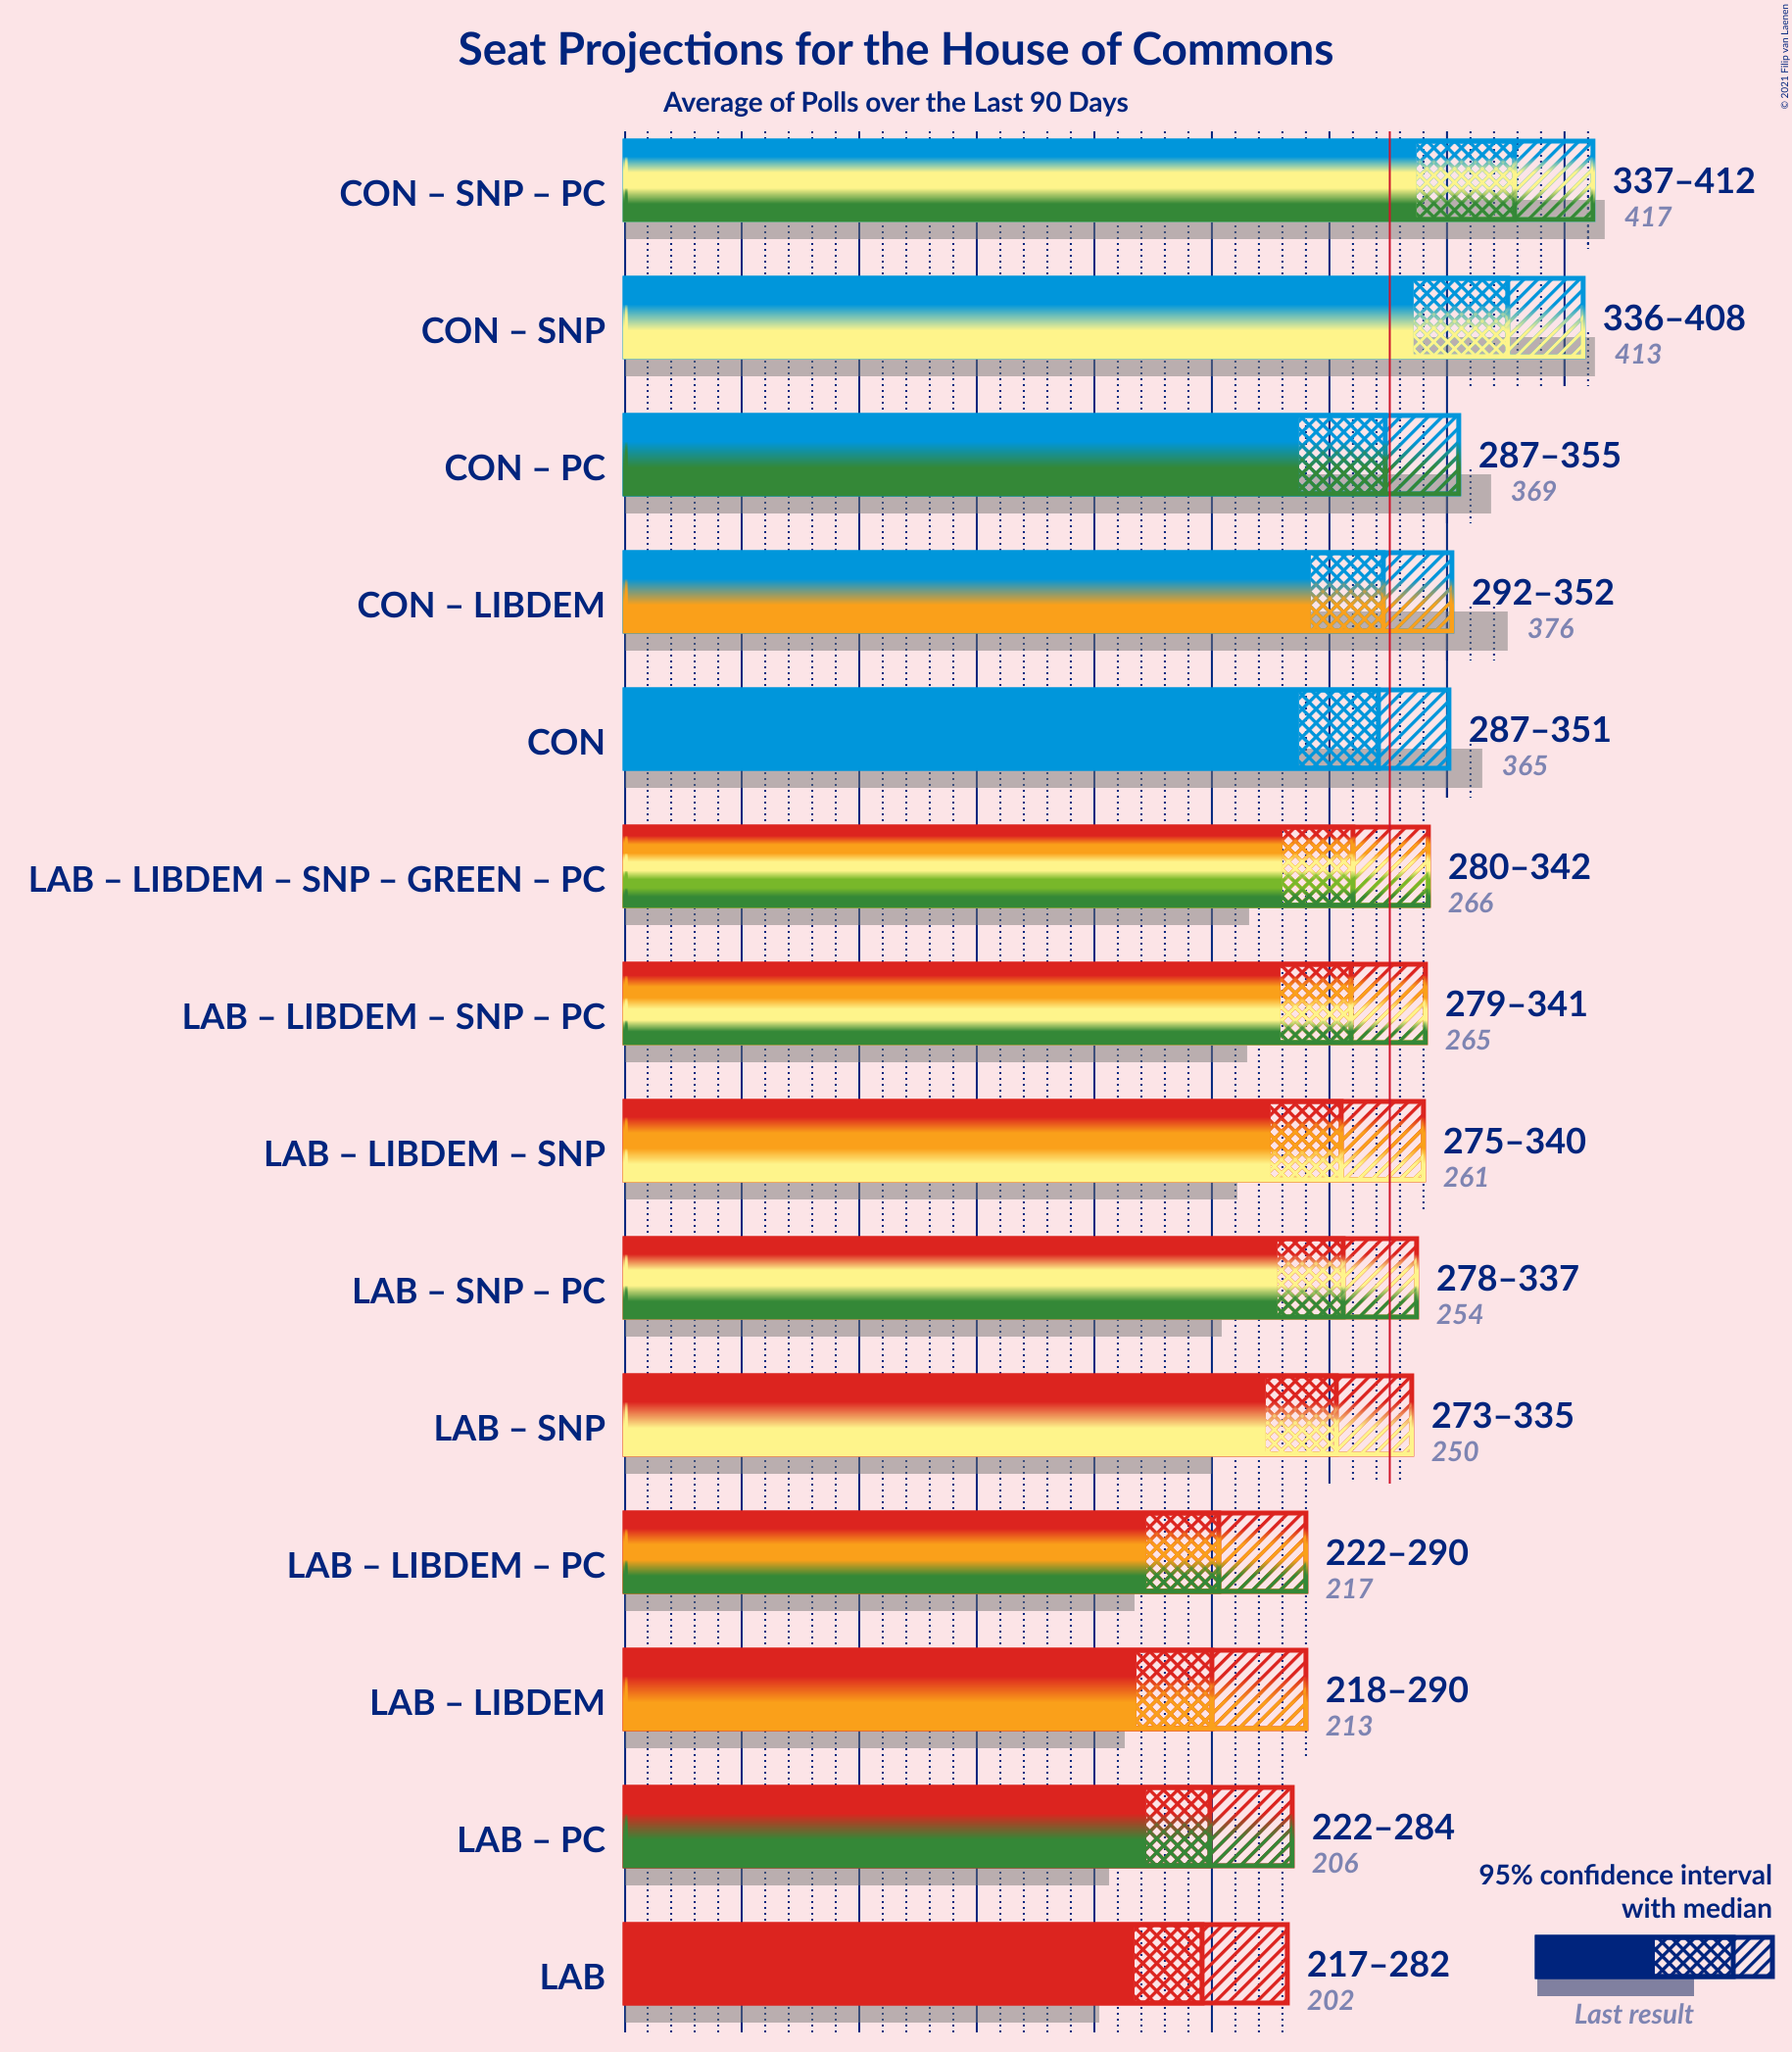 Seat Projections for the House of Commons
Average of Polls over the Last 90 Days
© 2021 Filip van Laenen
CON – SNP – PC
337–412
417
CON – SNP
336–408
413
CON – PC
287–355
369
CON – LIBDEM
292–352
376
CON
287–351
365
LAB – LIBDEM – SNP – GREEN – PC
280–342
266
LAB – LIBDEM – SNP – PC
279–341
265
LAB – LIBDEM – SNP
275–340
261
LAB – SNP – PC
278–337
254
LAB – SNP
273–335
250
LAB – LIBDEM – PC
222–290
217
LAB – LIBDEM
218–290
213
LAB – PC
222–284
206
LAB
217–282
202
95% confidence interval
with median
Last result